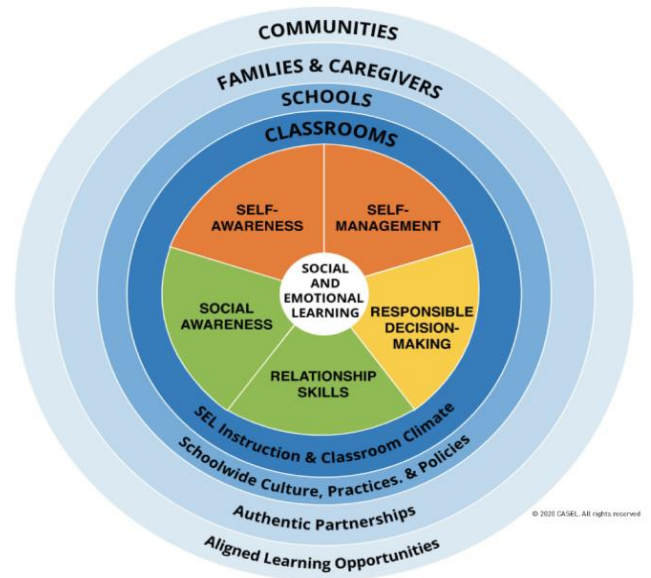 COMMUNITIES
FAMILIES & CAREGIVERS
SCHOOLS
CLASSROOMS
SELF-
AWARENESS
SELF-
MANAGEMENT
SOCIAL
AND
EMOTIONAL
LEARNING
SOCIAL
AWARENESS
RESPONSIBLE
DECISION-
MAKING
RELATIONSHIP
SKILLS
SEL Instruction & Classroom Climate
Schoolwide Culture, Practices. & Policies
Authentic Partnerships
Aligned Learning Opportunities
© 2020 CASEL. All rights reserved